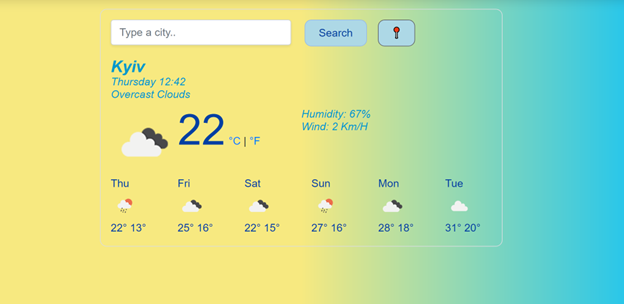 Type a city..
Search
Kyiv
Thursday 12:42
Overcast Clouds
22 °C | °F
Humidity: 67%
Wind: 2 Km/H
Thu Fri Sat Sun Mon Tue
22° 13° 25° 16° 22° 15° 27° 16° 28° 18° 31° 20°